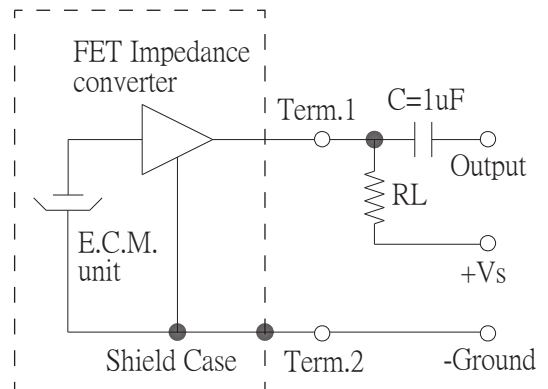 FET Impedance
converter
Term.1
C=1uF
Output
RL
E.C.M.
unit
+Vs
Shield Case
Term.2
-Ground